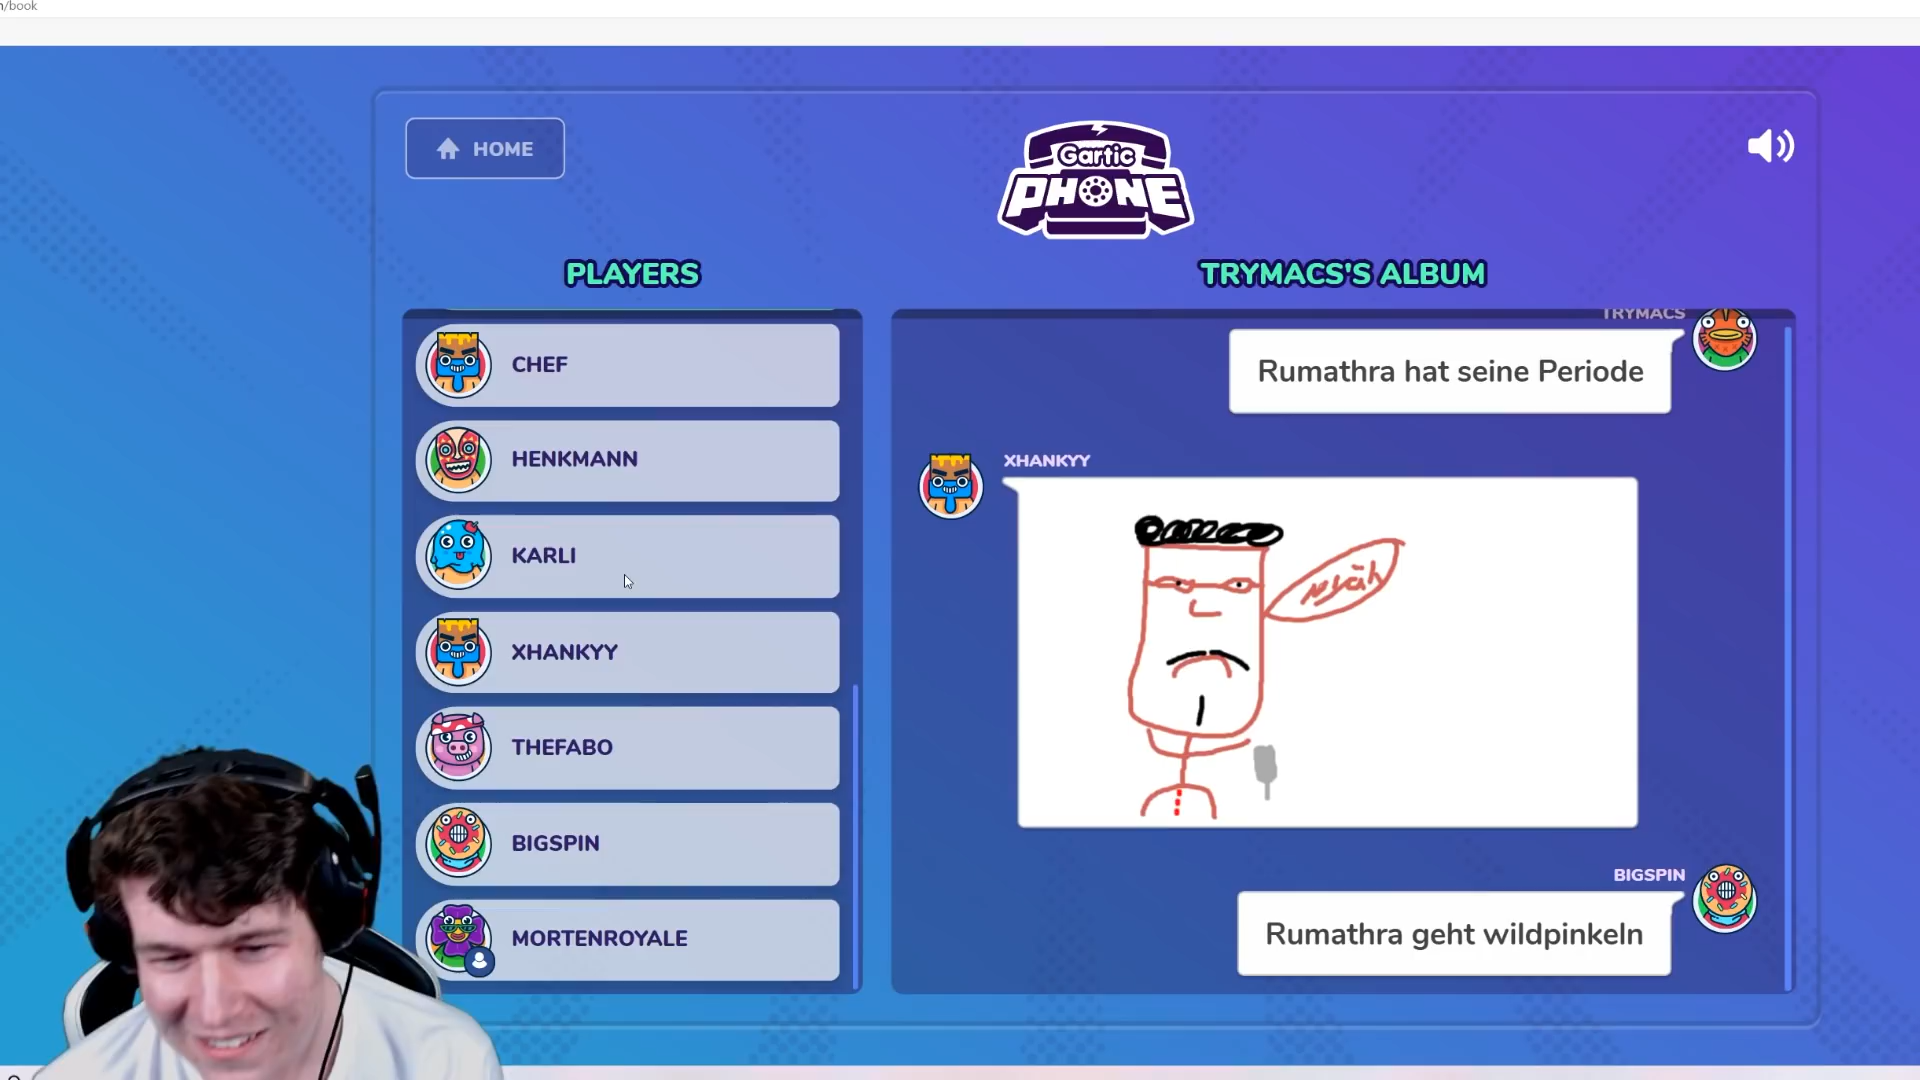 /book
HOME
Gartic
PHONE
PLAYERS
TRYMACS'S ALBUM
CHEF
HENKMANN
KARLI
XHANKYY
THEFABO
BIGSPIN
MORTENROYALE
TRYMACS
Rumathra hat seine Periode
XHANKYY
BIGSPIN
Rumathra geht wildpinkeln